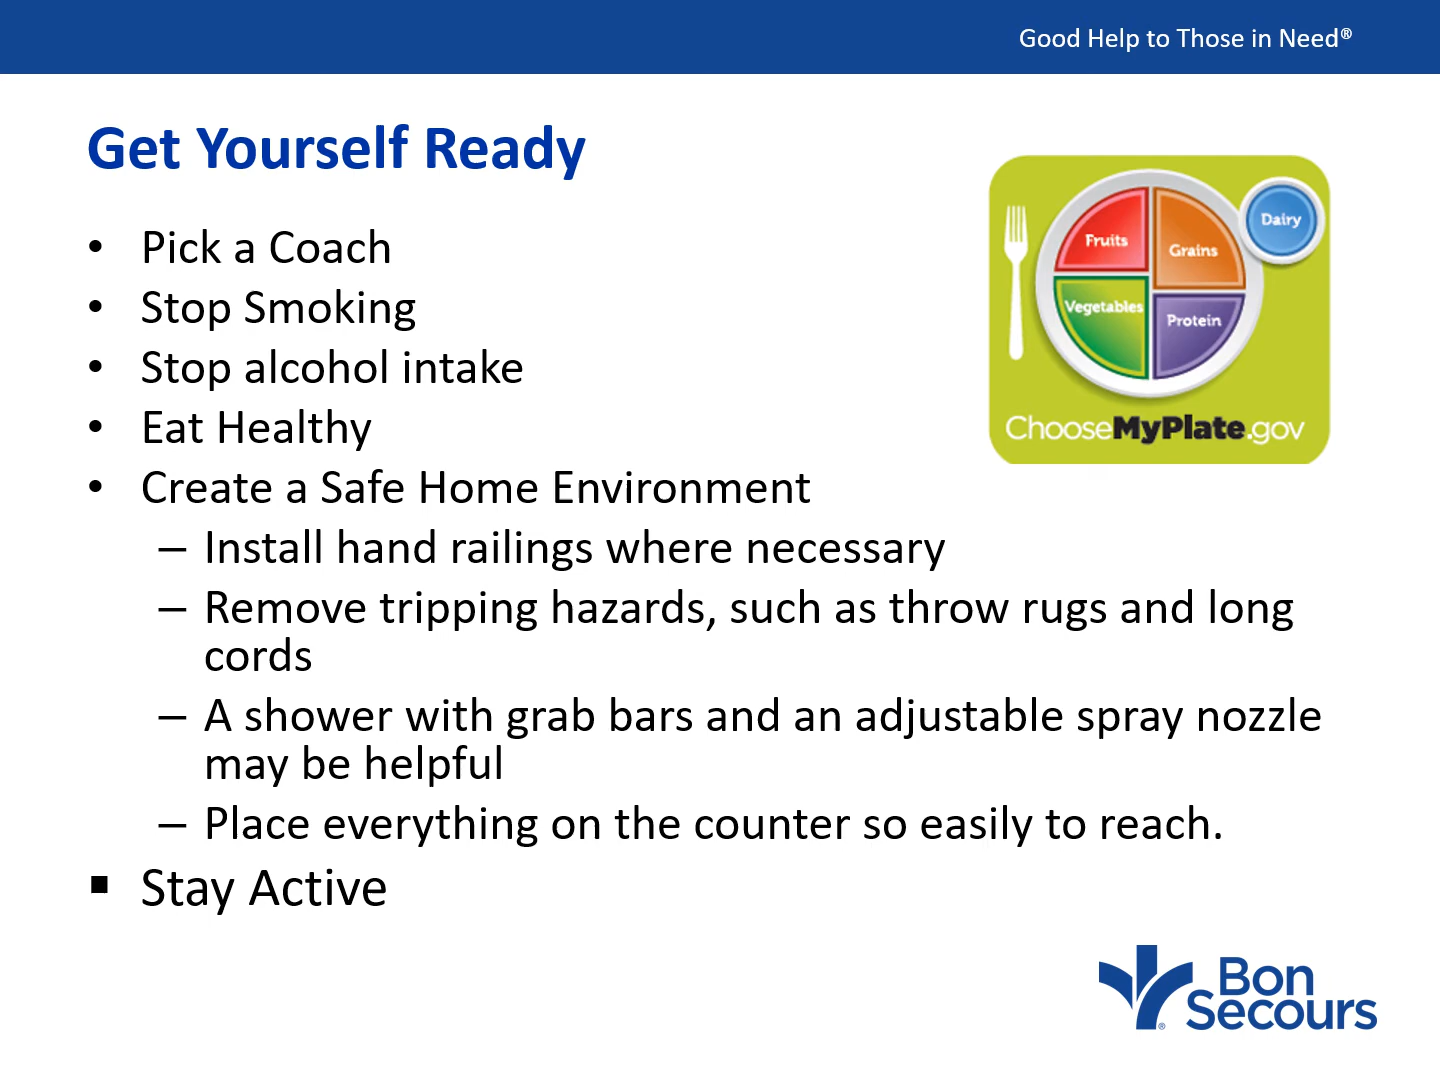 Good Help to Those in Need®
Get Yourself Ready
• Pick a Coach
• Stop Smoking
• Stop alcohol intake
• Eat Healthy
• Create a Safe Home Environment
– Install hand railings where necessary
– Remove tripping hazards, such as throw rugs and long
cords
– A shower with grab bars and an adjustable spray nozzle
may be helpful
– Place everything on the counter so easily to reach.
▪ Stay Active
Fruits
Grains
Dairy
Vegetables
Protein
ChooseMyPlate.gov
Bon
Secours
®